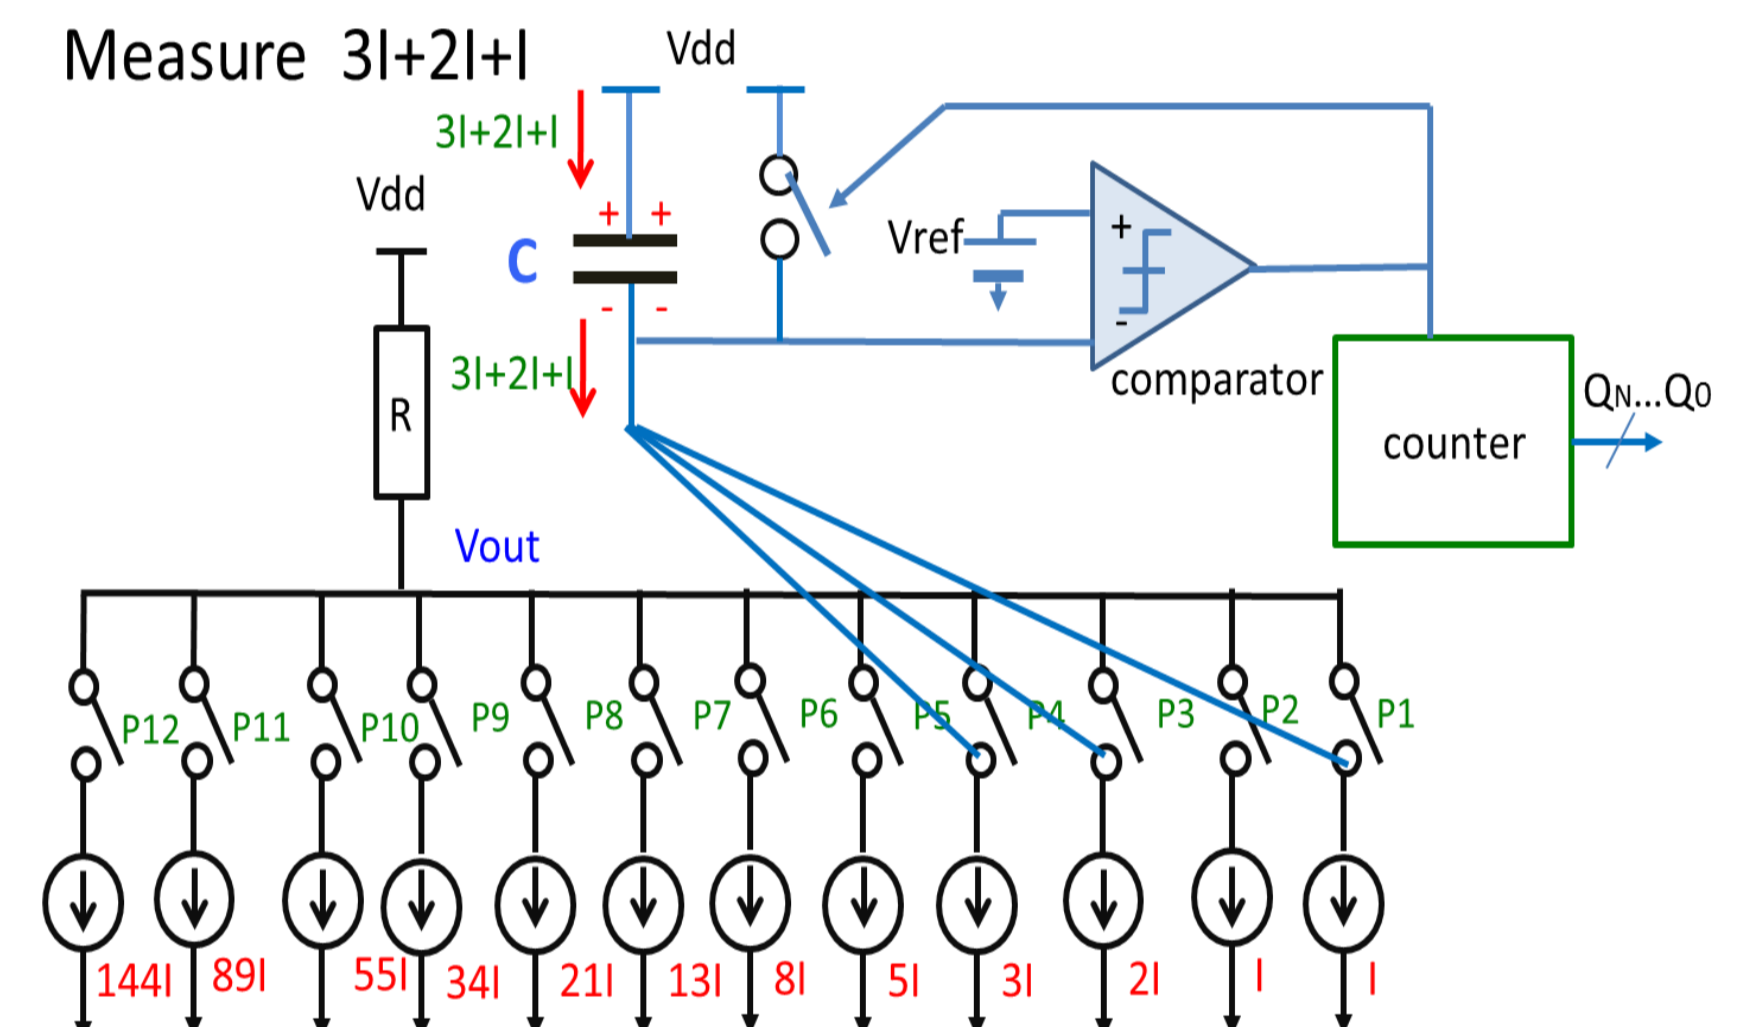 Measure 3I+2I+I
Vdd
3I+2I+I
Vdd
+ +
C
Vref
+
-
- -
3I+2I+I
comparator
R
QN...Q0
counter
Vout
P12 P11 P10 P9 P8 P7 P6 P5 P4 P3 P2 P1
144I 89I 55I 34I 21I 13I 8I 5I 3I 2I I I